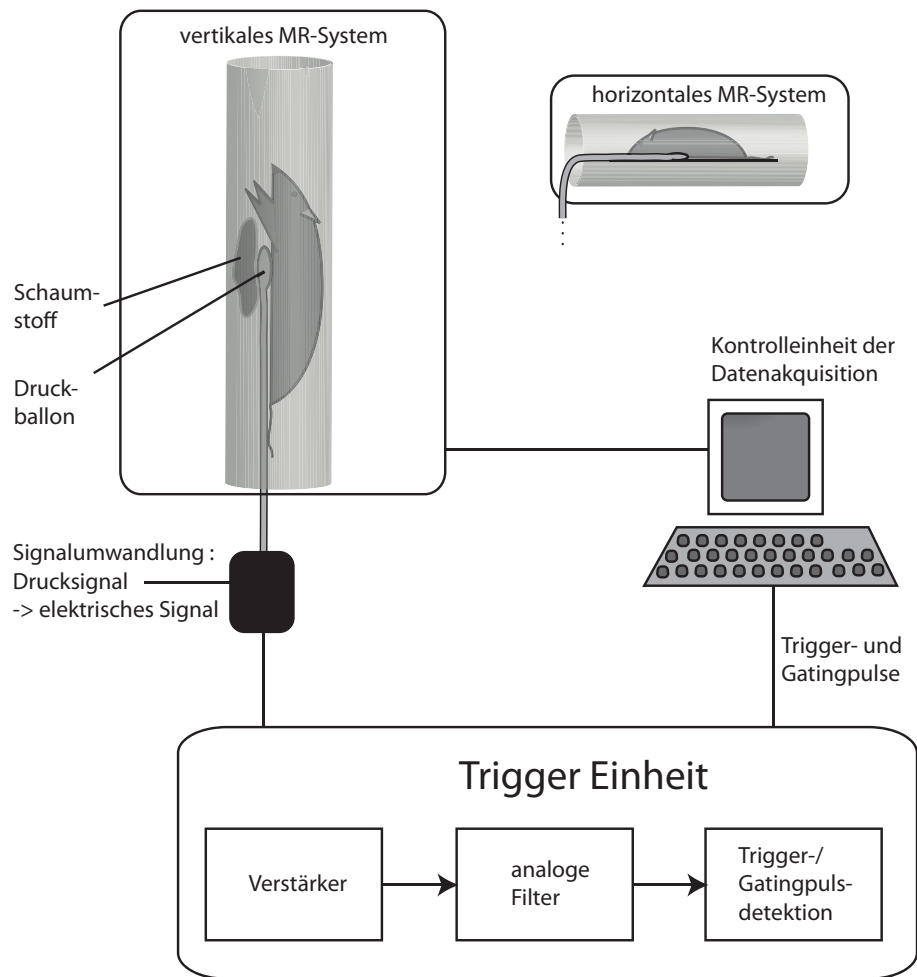 vertikales MR-System
horizontales MR-System
Schaum-
stoff
Druck-
ballon
Kontrolleinheit der
Datenakquisition
Signalumwandlung :
Drucksignal
-> elektrisches Signal
Trigger- und
Gatingpulse
Trigger Einheit
Verstärker
analoge
Filter
Trigger-/
Gatingpuls-
detektion